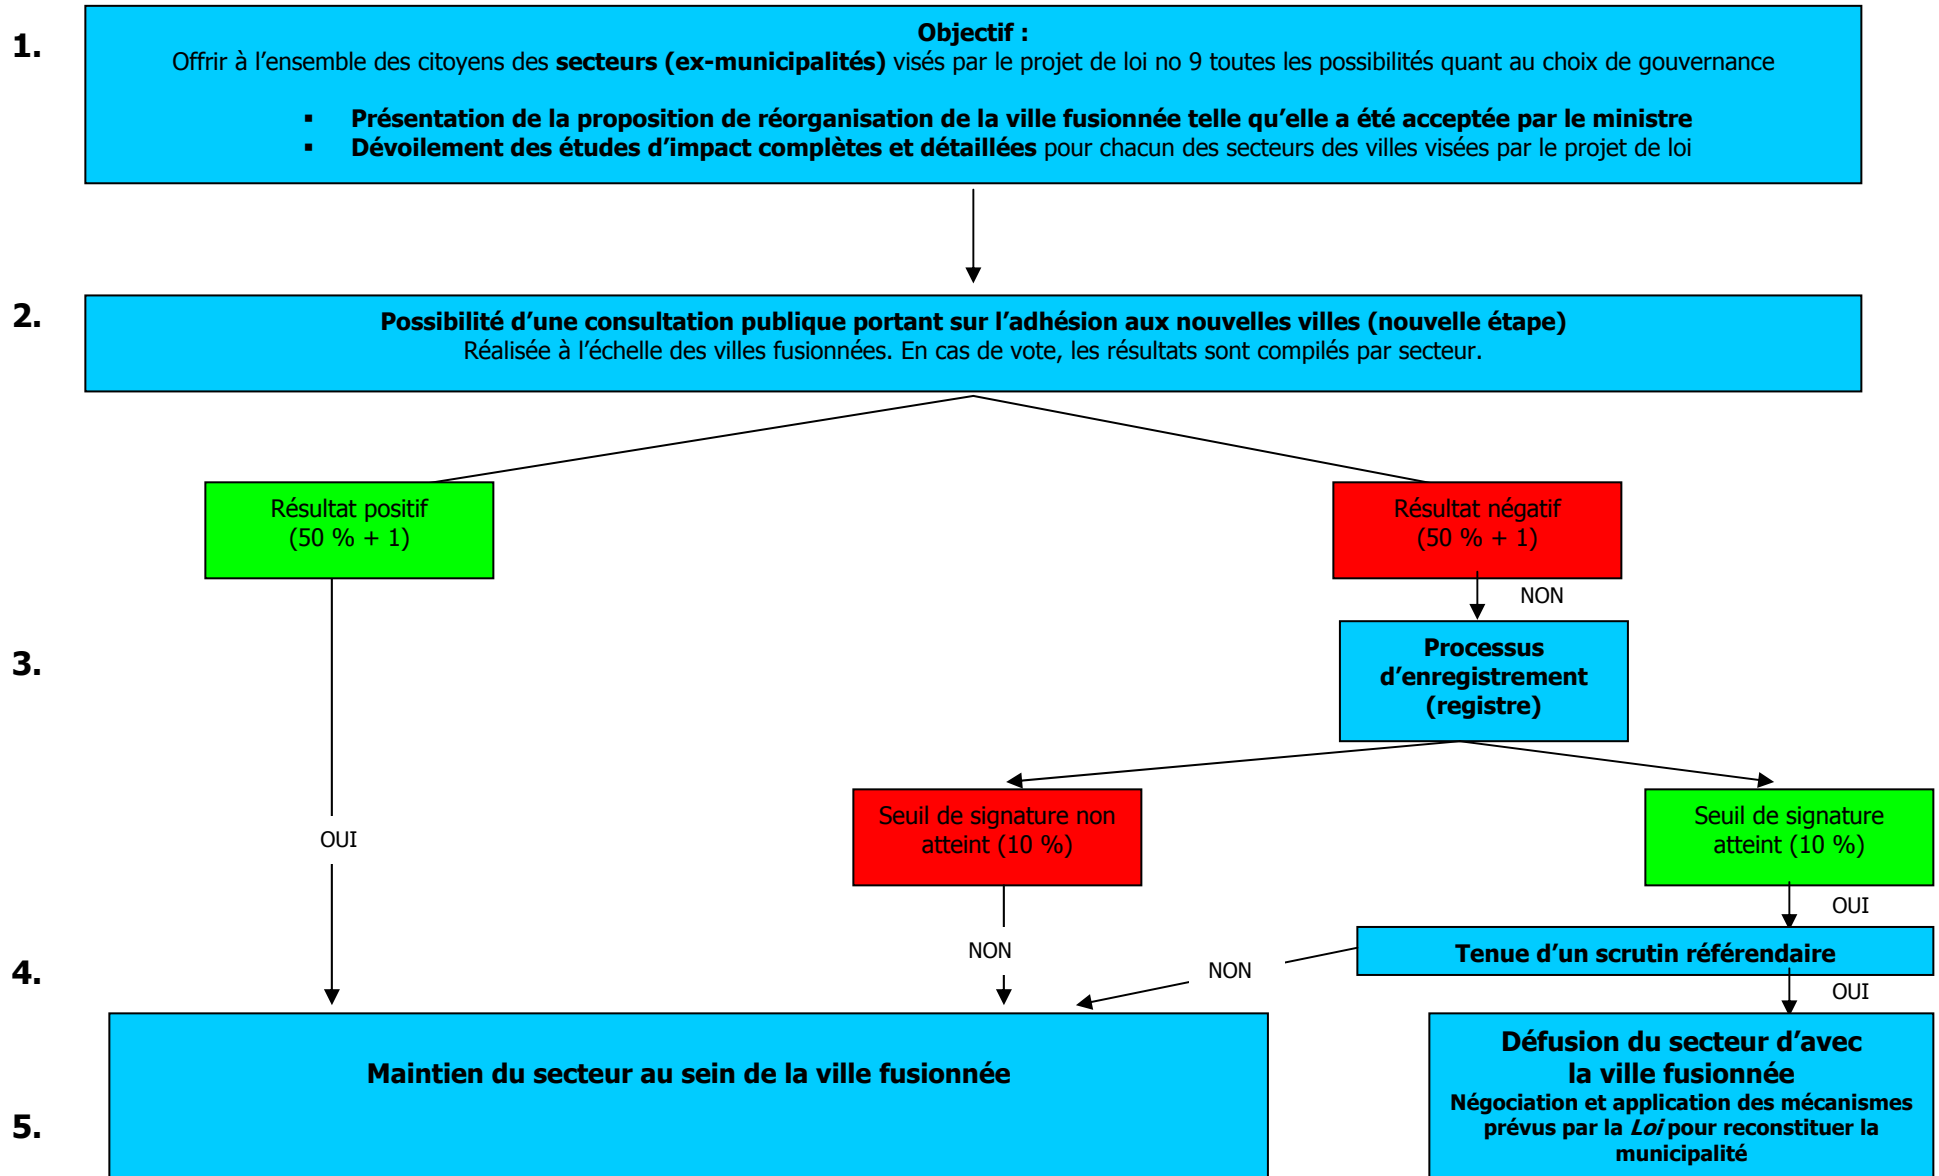 1.
Objectif :
Offrir à l’ensemble des citoyens des secteurs (ex-municipalités) visés par le projet de loi no 9 toutes les possibilités quant au choix de gouvernance
▪ Présentation de la proposition de réorganisation de la ville fusionnée telle qu’elle a été acceptée par le ministre
▪ Dévoilement des études d’impact complètes et détaillées pour chacun des secteurs des villes visées par le projet de loi
2.
Possibilité d’une consultation publique portant sur l’adhésion aux nouvelles villes (nouvelle étape)
Réalisée à l’échelle des villes fusionnées. En cas de vote, les résultats sont compilés par secteur.
Résultat positif
(50 % + 1)
Résultat négatif
(50 % + 1)
NON
3.
Processus
d’enregistrement
(registre)
Seuil de signature non
atteint (10 %)
Seuil de signature
atteint (10 %)
OUI
OUI
NON
NON
4.
Tenue d’un scrutin référendaire
OUI
Maintien du secteur au sein de la ville fusionnée
5.
Défusion du secteur d’avec
la ville fusionnée
Négociation et application des mécanismes
prévus par la Loi pour reconstituer la
municipalité